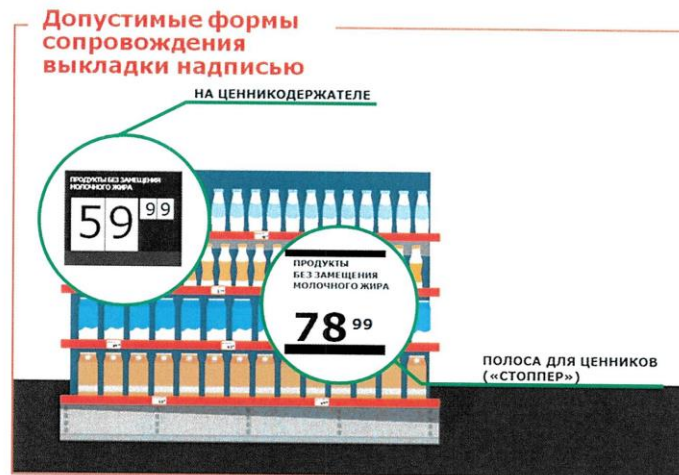 Допустимые формы
сопровождения
выкладки надписью
НА ЦЕННИКОДЕРЖАТЕЛЕ
ПРОДУКТЫ БЕЗ ЗАМЕЩЕНИЯ
МОЛОЧНОГО ЖИРА
59 99
ПРОДУКТЫ
БЕЗ ЗАМЕЩЕНИЯ
МОЛОЧНОГО ЖИРА
78 99
ПОЛОСА ДЛЯ ЦЕННИКОВ
(«СТОППЕР»)